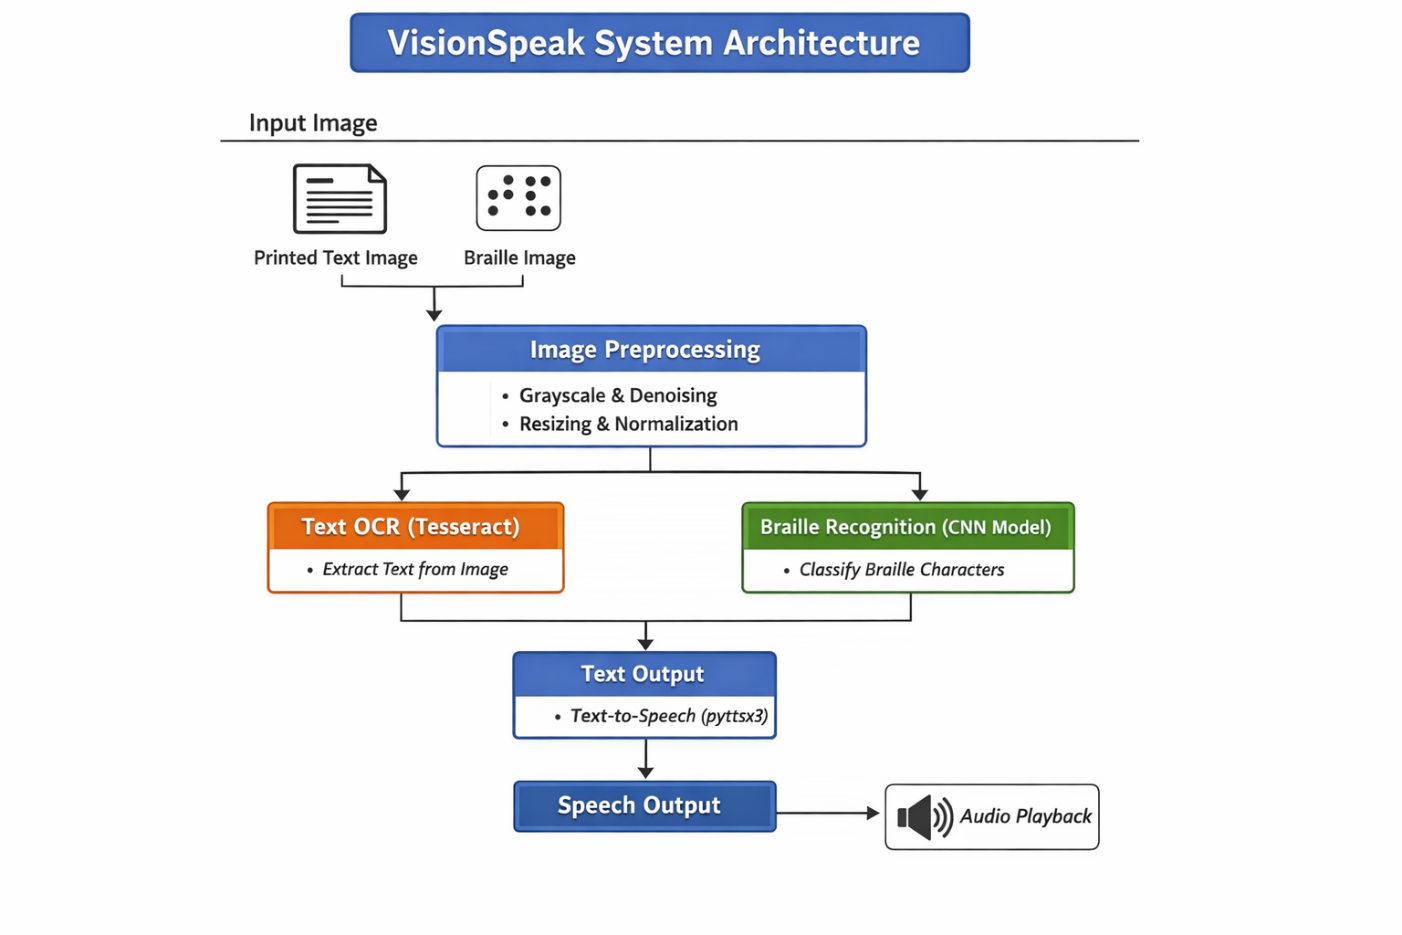 VisionSpeak System Architecture
Input Image
Printed Text Image
Braille Image
Image Preprocessing
• Grayscale & Denoising
• Resizing & Normalization
Text OCR (Tesseract)
• Extract Text from Image
Braille Recognition (CNN Model)
• Classify Braille Characters
Text Output
• Text-to-Speech (pyttsx3)
Speech Output
Audio Playback